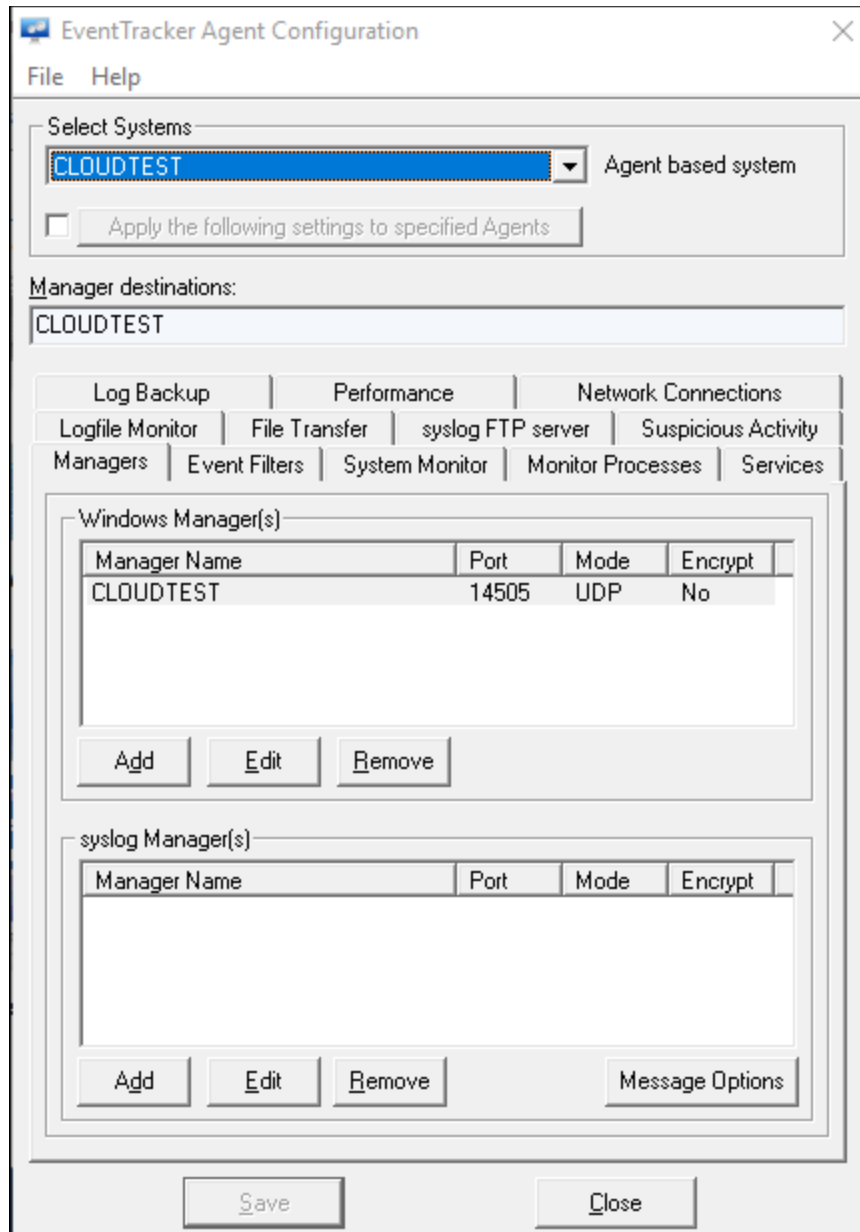 EventTracker Agent Configuration
File Help
Select Systems
CLOUDTEST Agent based system
Apply the following settings to specified Agents
Manager destinations:
CLOUDTEST
Log Backup Performance Network Connections
Logfile Monitor File Transfer syslog FTP server Suspicious Activity
Managers Event Filters System Monitor Monitor Processes Services
Windows Manager(s)
Manager Name Port Mode Encrypt
CLOUDTEST 14505 UDP No
Add Edit Remove
syslog Manager(s)
Manager Name Port Mode Encrypt
Add Edit Remove Message Options
Save Close